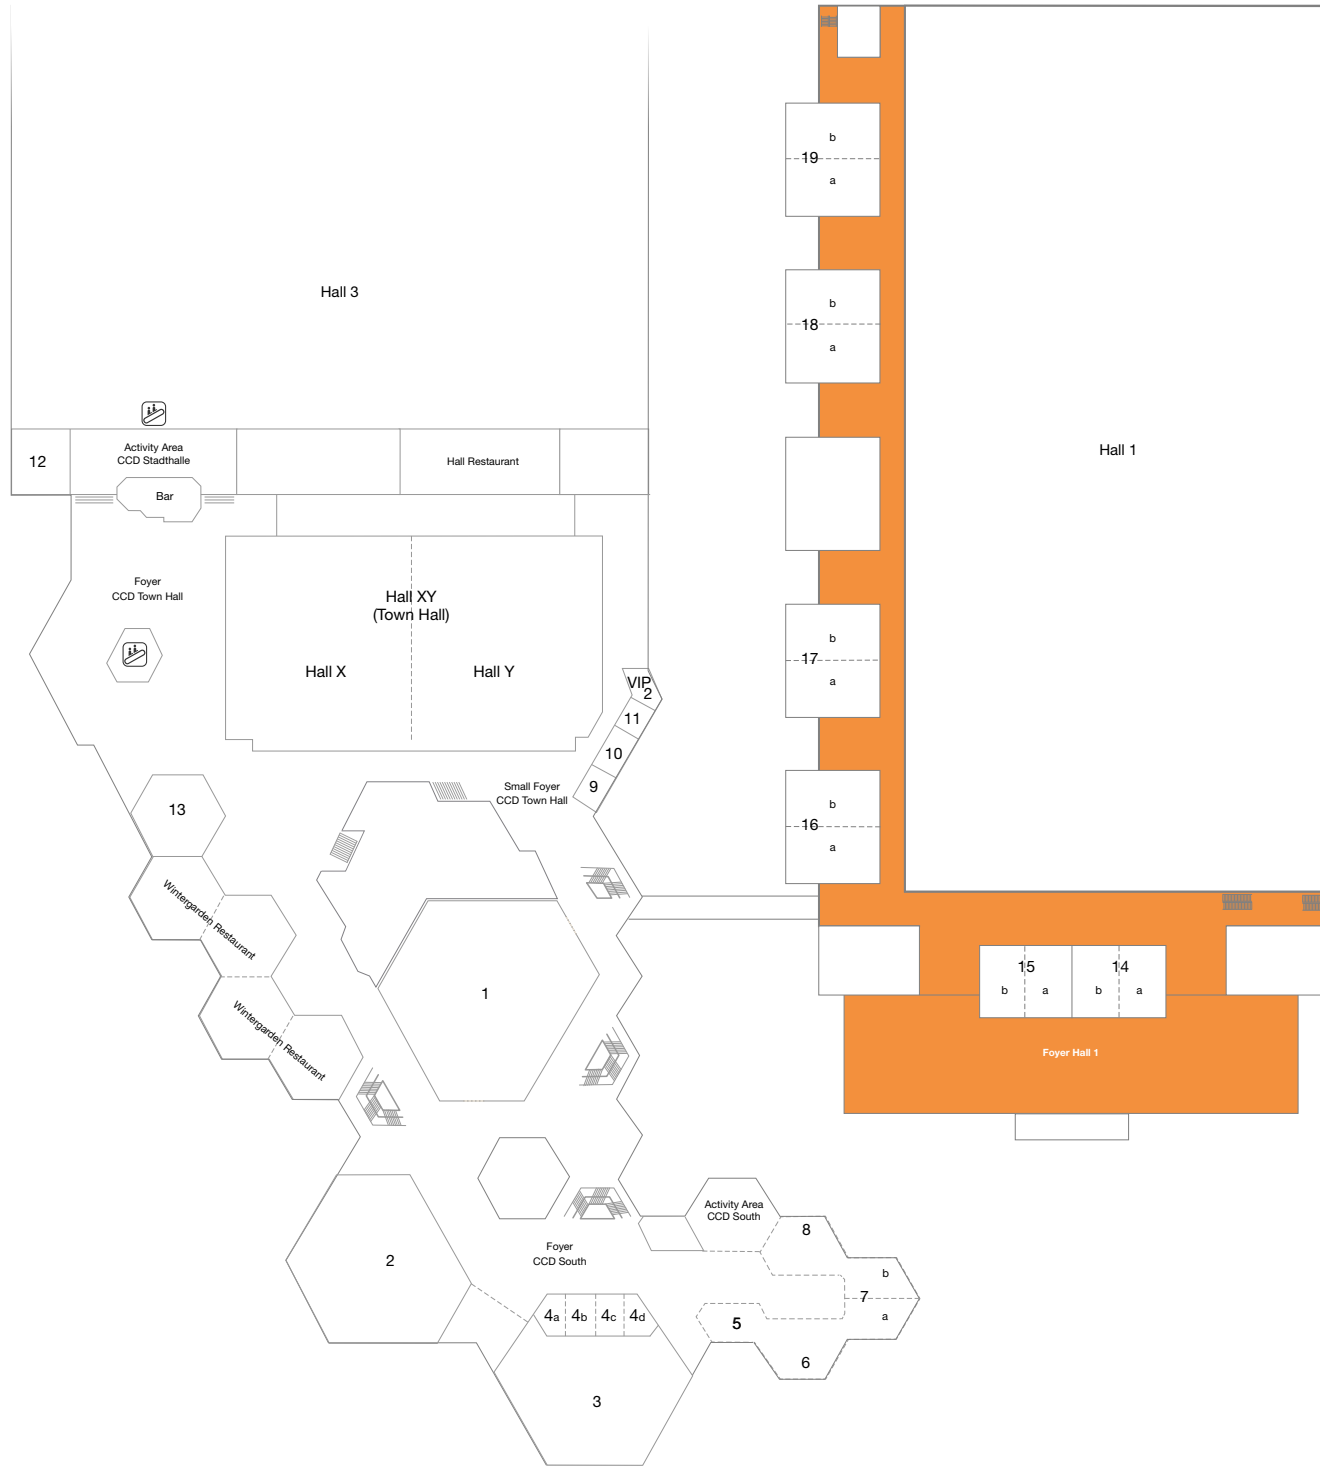 b
19
a
Hall 3
b
18
a
Activity Area
CCD Stadthalle
12
Hall Restaurant
Bar
Hall 1
Foyer
CCD Town Hall
Hall XY
(Town Hall)
Hall X
Hall Y
b
17
a
VIP
2
11
10
9
Small Foyer
CCD Town Hall
13
b
16
a
Wintergarden Restaurant
Wintergarden Restaurant
1
15
14
b
a
b
a
Foyer Hall 1
Activity Area
CCD South
8
2
Foyer
CCD South
b
7
a
4a
4b
4c
4d
5
6
3